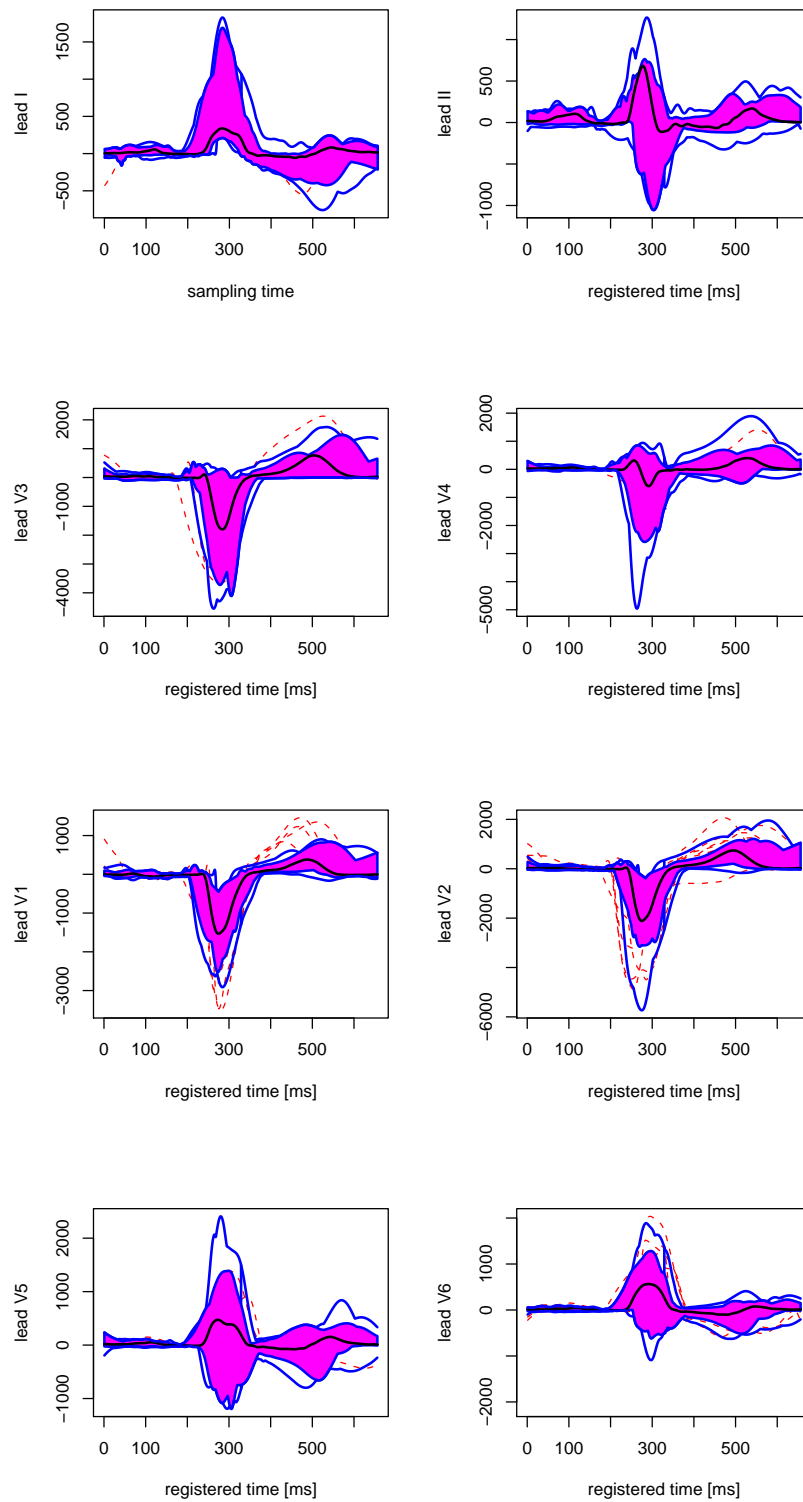 lead I
−500 500 1500
0 100 300 500
sampling time
lead II
−1000 0 500
0 100 300 500
registered time [ms]
lead V3
−4000 −1000 2000
0 100 300 500
registered time [ms]
lead V4
−5000 −2000 0 2000
0 100 300 500
registered time [ms]
lead V1
−3000 −1000 1000
0 100 300 500
registered time [ms]
lead V2
−6000 −2000 0 2000
0 100 300 500
registered time [ms]
lead V5
−1000 0 2000
0 100 300 500
registered time [ms]
lead V6
−2000 0 1000
0 100 300 500
registered time [ms]